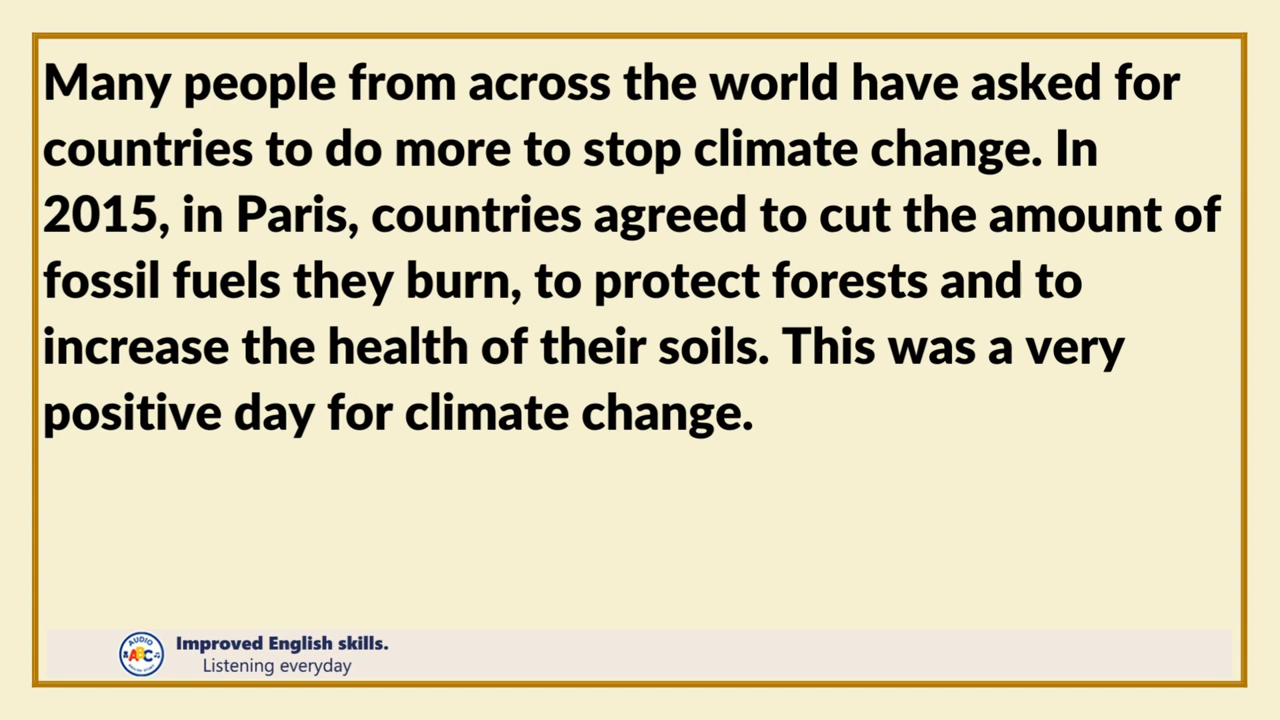 Many people from across the world have asked for
countries to do more to stop climate change. In
2015, in Paris, countries agreed to cut the amount of
fossil fuels they burn, to protect forests and to
increase the health of their soils. This was a very
positive day for climate change.
AUDIO
ABC
Improved English skills.
Listening everyday